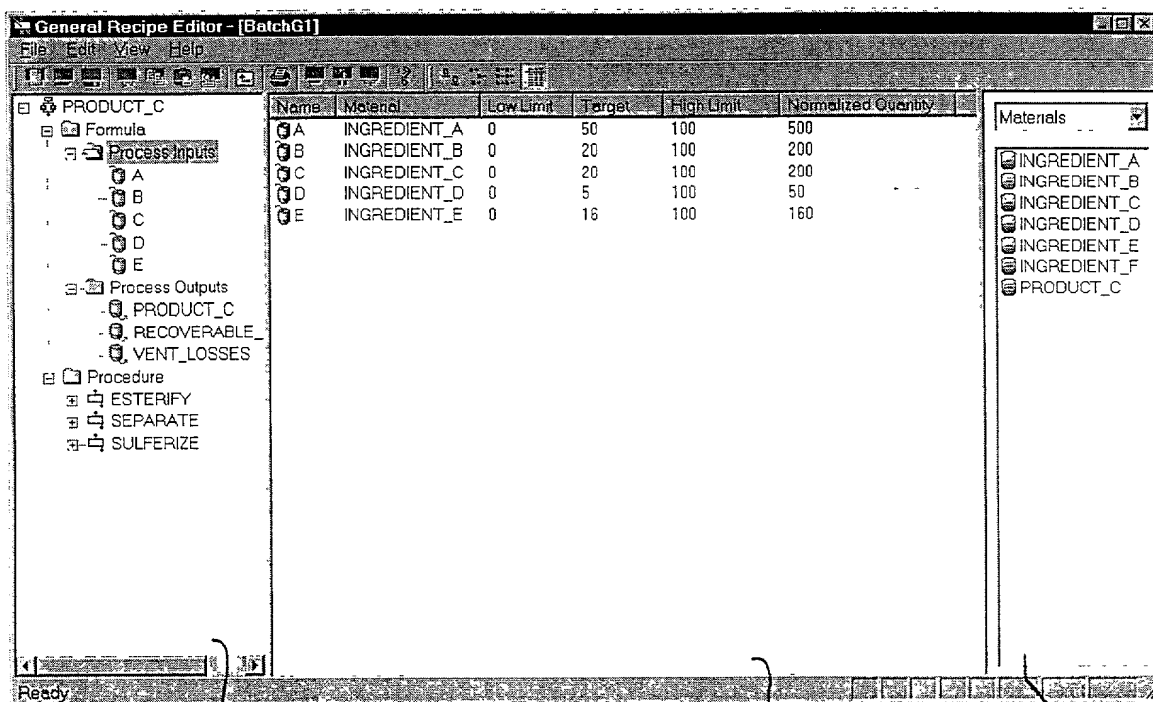 General Recipe Editor - [BatchG1]
File Edit View Help
PRODUCT_C
Formula
Process Inputs
A
B
C
D
E
Process Outputs
PRODUCT_C
RECOVERABLE_
VENT_LOSSES
Procedure
ESTERIFY
SEPARATE
SULFERIZE
Name Material Low Limit Target High Limit Normalized Quantity
A INGREDIENT_A 0 50 100 500
B INGREDIENT_B 0 20 100 200
C INGREDIENT_C 0 20 100 200
D INGREDIENT_D 0 5 100 50
E INGREDIENT_E 0 16 100 160
Materials
INGREDIENT_A
INGREDIENT_B
INGREDIENT_C
INGREDIENT_D
INGREDIENT_E
INGREDIENT_F
PRODUCT_C
Ready